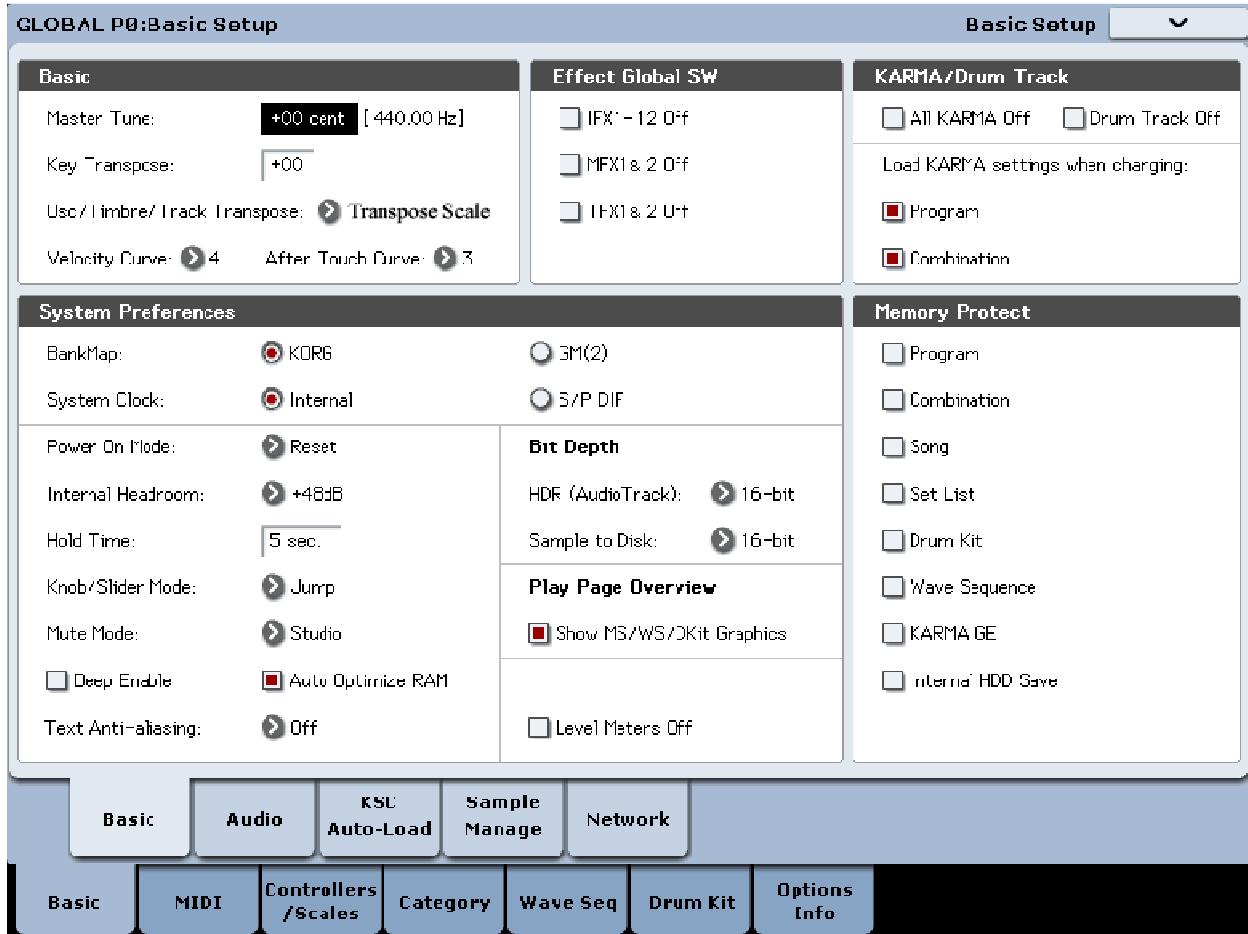 GLOBAL P0:Basic Setup
Basic Setup
Basic
Master Tune: +00 cent [440.00 Hz]
Key Transpose: +00
Osc/Timbre/Track Transpose: Transpose Scale
Velocity Curve: 4 After Touch Curve: 3
Effect Global SW
IFX1-12 Off
MFX1&2 Off
TFX1&2 Off
KARMA/Drum Track
All KARMA Off Drum Track Off
Load KARMA settings when charging:
Program
Combination
System Preferences
BankMap: KORG GM(2)
System Clock: Internal S/P DIF
Power On Mode: Reset
Internal Headroom: +48dB
Hold Time: 5 sec.
Knob/Slider Mode: Jump
Mute Mode: Studio
Beep Enable Auto Optimize RAM
Text Anti-aliasing: Off
Bit Depth
HDR (AudioTrack): 16-bit
Sample to Disk: 16-bit
Play Page Overview
Show MS/WS/DKit Graphics
Level Meters Off
Memory Protect
Program
Combination
Song
Set List
Drum Kit
Wave Sequence
KARMA GE
Internal HDD Save
Basic
Audio
KSC
Auto-Load
Sample
Manage
Network
Basic
MIDI
Controllers
/Scales
Category
Wave Seq
Drum Kit
Options
Info